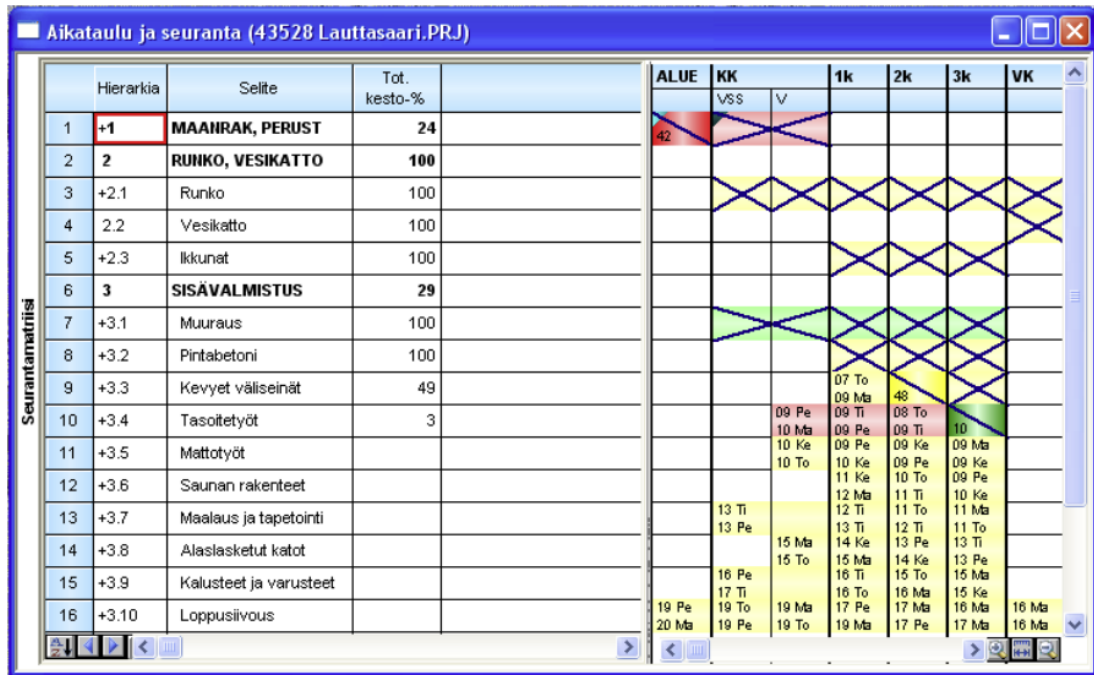 Aikataulu ja seuranta (43528 Lauttasaari.PRJ)
Seurantamatriisi
Hierarkia Selite Tot. kesto-% ALUE KK 1k 2k 3k VK
VSS V
1 +1 MAANRAK, PERUST 24 42
2 2 RUNKO, VESIKATTO 100
3 +2.1 Runko 100
4 2.2 Vesikatto 100
5 +2.3 Ikkunat 100
6 3 SISÄVALMISTUS 29
7 +3.1 Muuraus 100
8 +3.2 Pintabetoni 100
9 +3.3 Kevyet väliseinät 49 07 To
09 Ma 48
10 +3.4 Tasoitetyöt 3 09 Pe 09 Ti 08 To
10 Ma 09 Pe 09 Ti 10
11 +3.5 Mattotyöt 10 Ke 09 Pe 09 Ke 09 Ma
10 To 10 Ke 09 Pe 09 Ke
12 +3.6 Saunan rakenteet 11 Ke 10 To 09 Pe
12 Ma 11 Ti 10 Ke
13 +3.7 Maalaus ja tapetointi 13 Ti 12 Ti 11 To 11 Ma
13 Pe 13 Ti 12 Ti 11 To
14 +3.8 Alaslasketut katot 15 Ma 14 Ke 13 Pe 13 Ti
15 To 15 Ma 14 Ke 13 Pe
15 +3.9 Kalusteet ja varusteet 16 Pe 16 Ti 15 To 15 Ma
17 Ti 16 To 16 Ma 15 Ke
16 +3.10 Loppusiivous 19 Pe 19 To 19 Ma 17 Pe 17 Ma 16 Ma 16 Ma
20 Ma 19 Pe 19 To 19 Ma 17 Pe 17 Ma 16 Ma